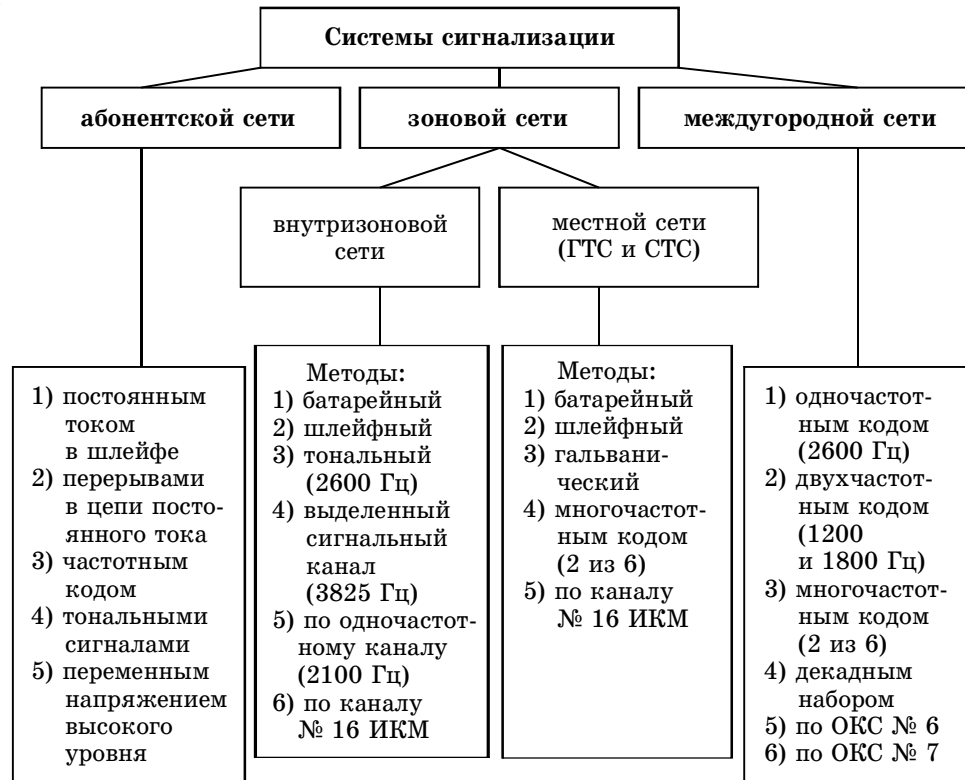 Системы сигнализации
абонентской сети
зоновой сети
междугородной сети
внутризоновой
сети
местной сети
(ГТС и СТС)
1) постоянным
током
в шлейфе
2) перерывами
в цепи посто-
янного тока
3) частотным
кодом
4) тональными
сигналами
5) переменным
напряжением
высокого
уровня
Методы:
1) батарейный
2) шлейфный
3) тональный
(2600 Гц)
4) выделенный
сигнальный
канал
(3825 Гц)
5) по одночастот-
ному каналу
(2100 Гц)
6) по каналу
№ 16 ИКМ
Методы:
1) батарейный
2) шлейфный
3) гальвани-
ческий
4) многочастот-
ным кодом
(2 из 6)
5) по каналу
№ 16 ИКМ
1) одночастот-
ным кодом
(2600 Гц)
2) двухчастот-
ным кодом
(1200
и 1800 Гц)
3) многочастот-
ным кодом
(2 из 6)
4) декадным
набором
5) по ОКС № 6
6) по ОКС № 7